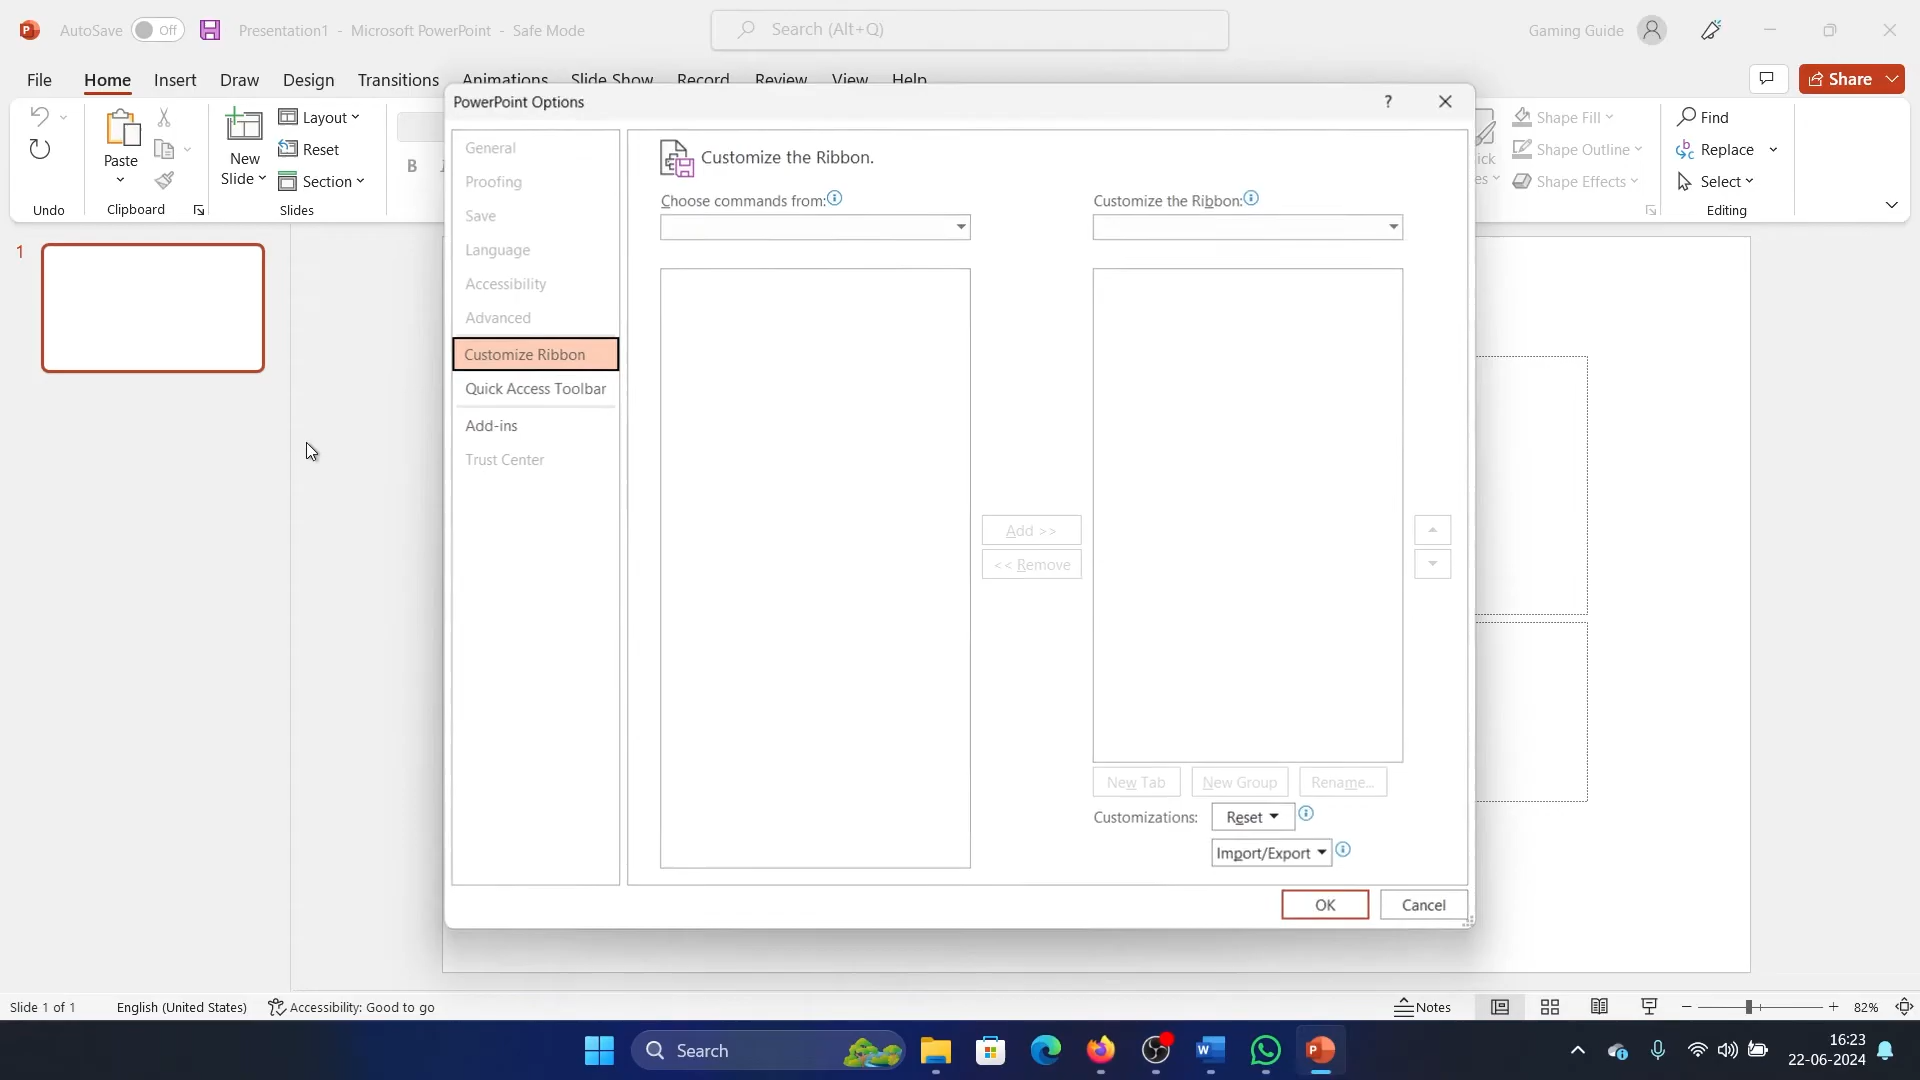 AutoSave Off Presentation1 - Microsoft PowerPoint - Safe Mode Search (Alt+Q) Gaming Guide
File Home Insert Draw Design Transitions Animations Slide Show Record Review View Help Share
Paste
New
Slide
Layout
Reset
Section
Undo Clipboard Slides
B
Shape Fill
Shape Outline
Shape Effects
Find
Replace
Select
Editing
1
PowerPoint Options ?
General
Proofing
Save
Language
Accessibility
Advanced
Customize Ribbon
Quick Access Toolbar
Add-ins
Trust Center
Customize the Ribbon.
Choose commands from:
Customize the Ribbon:
Add >>
<< Remove
New Tab New Group Rename...
Customizations: Reset
Import/Export
OK Cancel
Slide 1 of 1 English (United States) Accessibility: Good to go Notes 82%
Search
16:23
22-06-2024